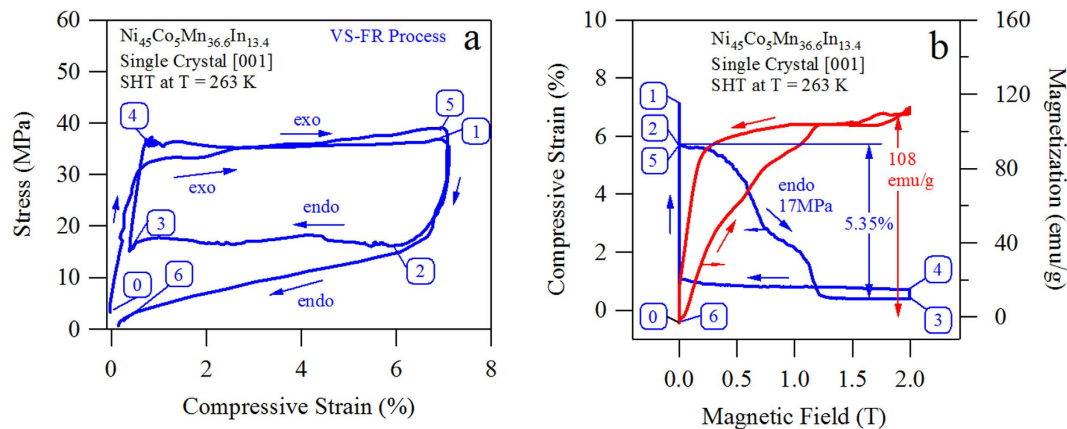 60
50
40
30
20
10
0
Stress (MPa)
Ni45Co5Mn36.6In13.4
Single Crystal [001]
SHT at T = 263 K
VS-FR Process
a
4
exo
5
1
exo
endo
3
2
0
6
endo
0
2
4
6
8
Compressive Strain (%)
10
8
6
4
2
0
Compressive Strain (%)
Ni45Co5Mn36.6In13.4
Single Crystal [001]
SHT at T = 263 K
b
1
2
5
endo
17MPa
5.35%
108
emu/g
4
3
0
6
160
120
80
40
0
Magnetization (emu/g)
0.0
0.5
1.0
1.5
2.0
Magnetic Field (T)